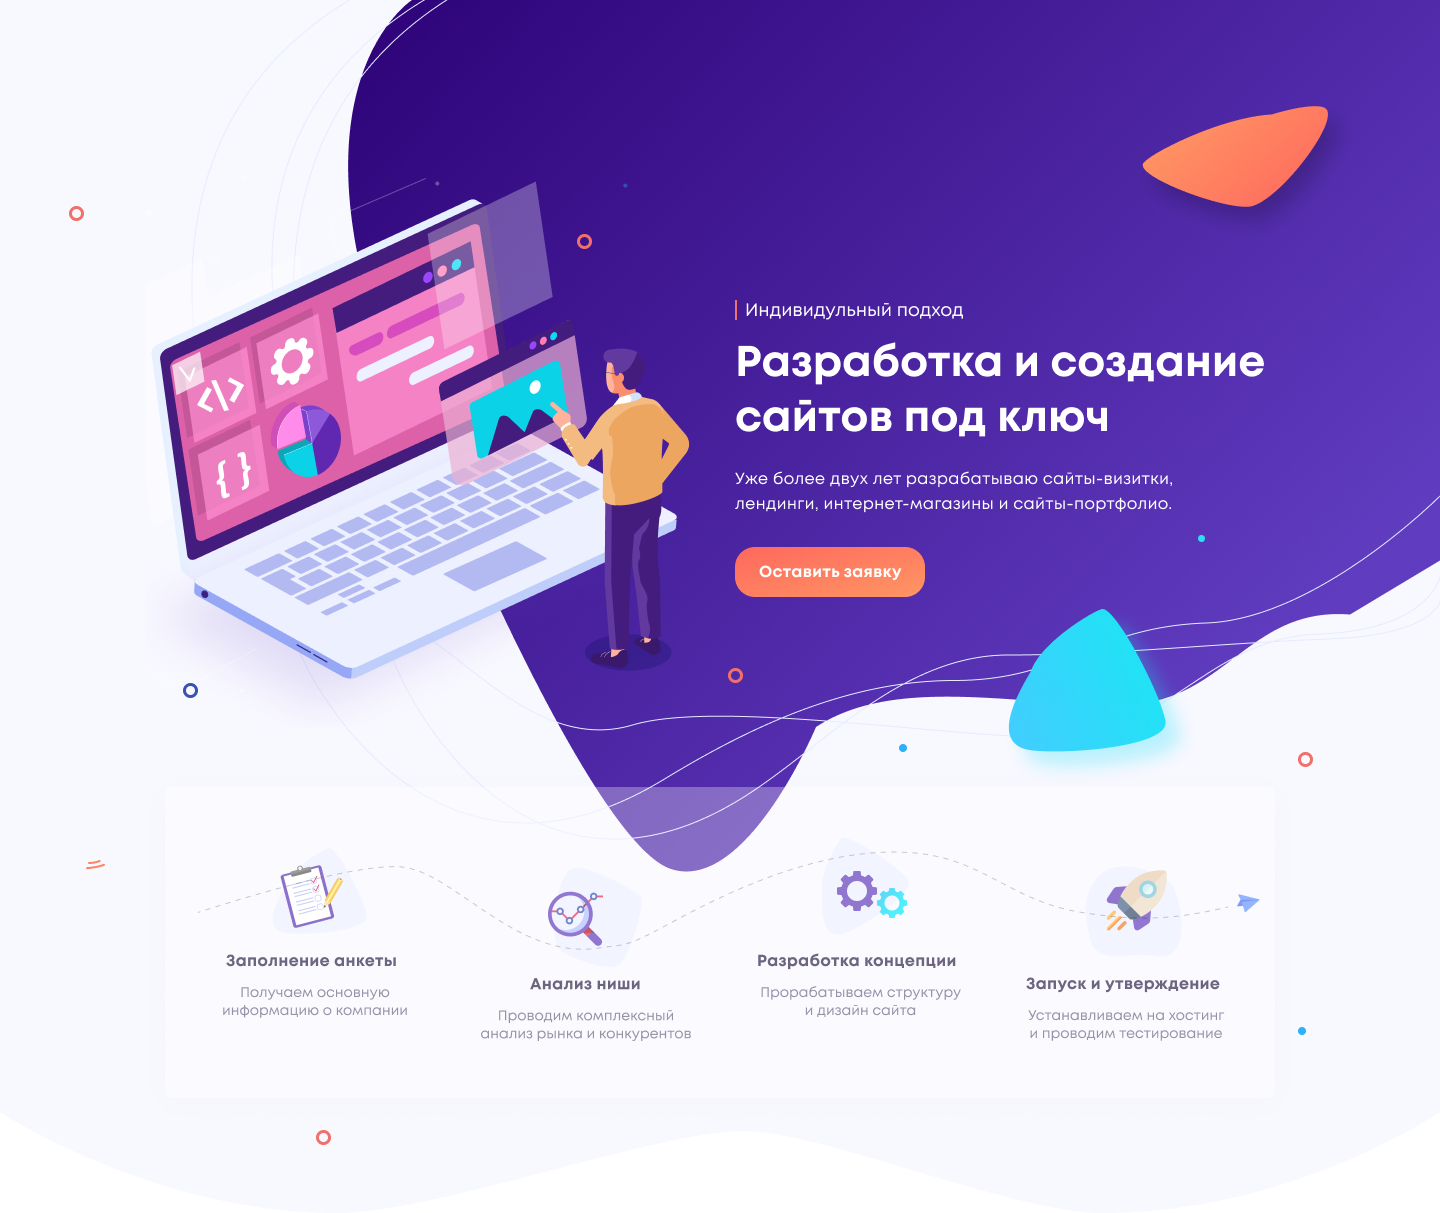 Индивидульный подход
Разработка и создание
сайтов под ключ
Уже более двух лет разрабатываю сайты-визитки,
лендинги, интернет-магазины и сайты-портфолио.
Оставить заявку
</>
{ }
Заполнение анкеты
Получаем основную
информацию о компании
Анализ ниши
Проводим комплексный
анализ рынка и конкурентов
Разработка концепции
Прорабатываем структуру
и дизайн сайта
Запуск и утверждение
Устанавливаем на хостинг
и проводим тестирование